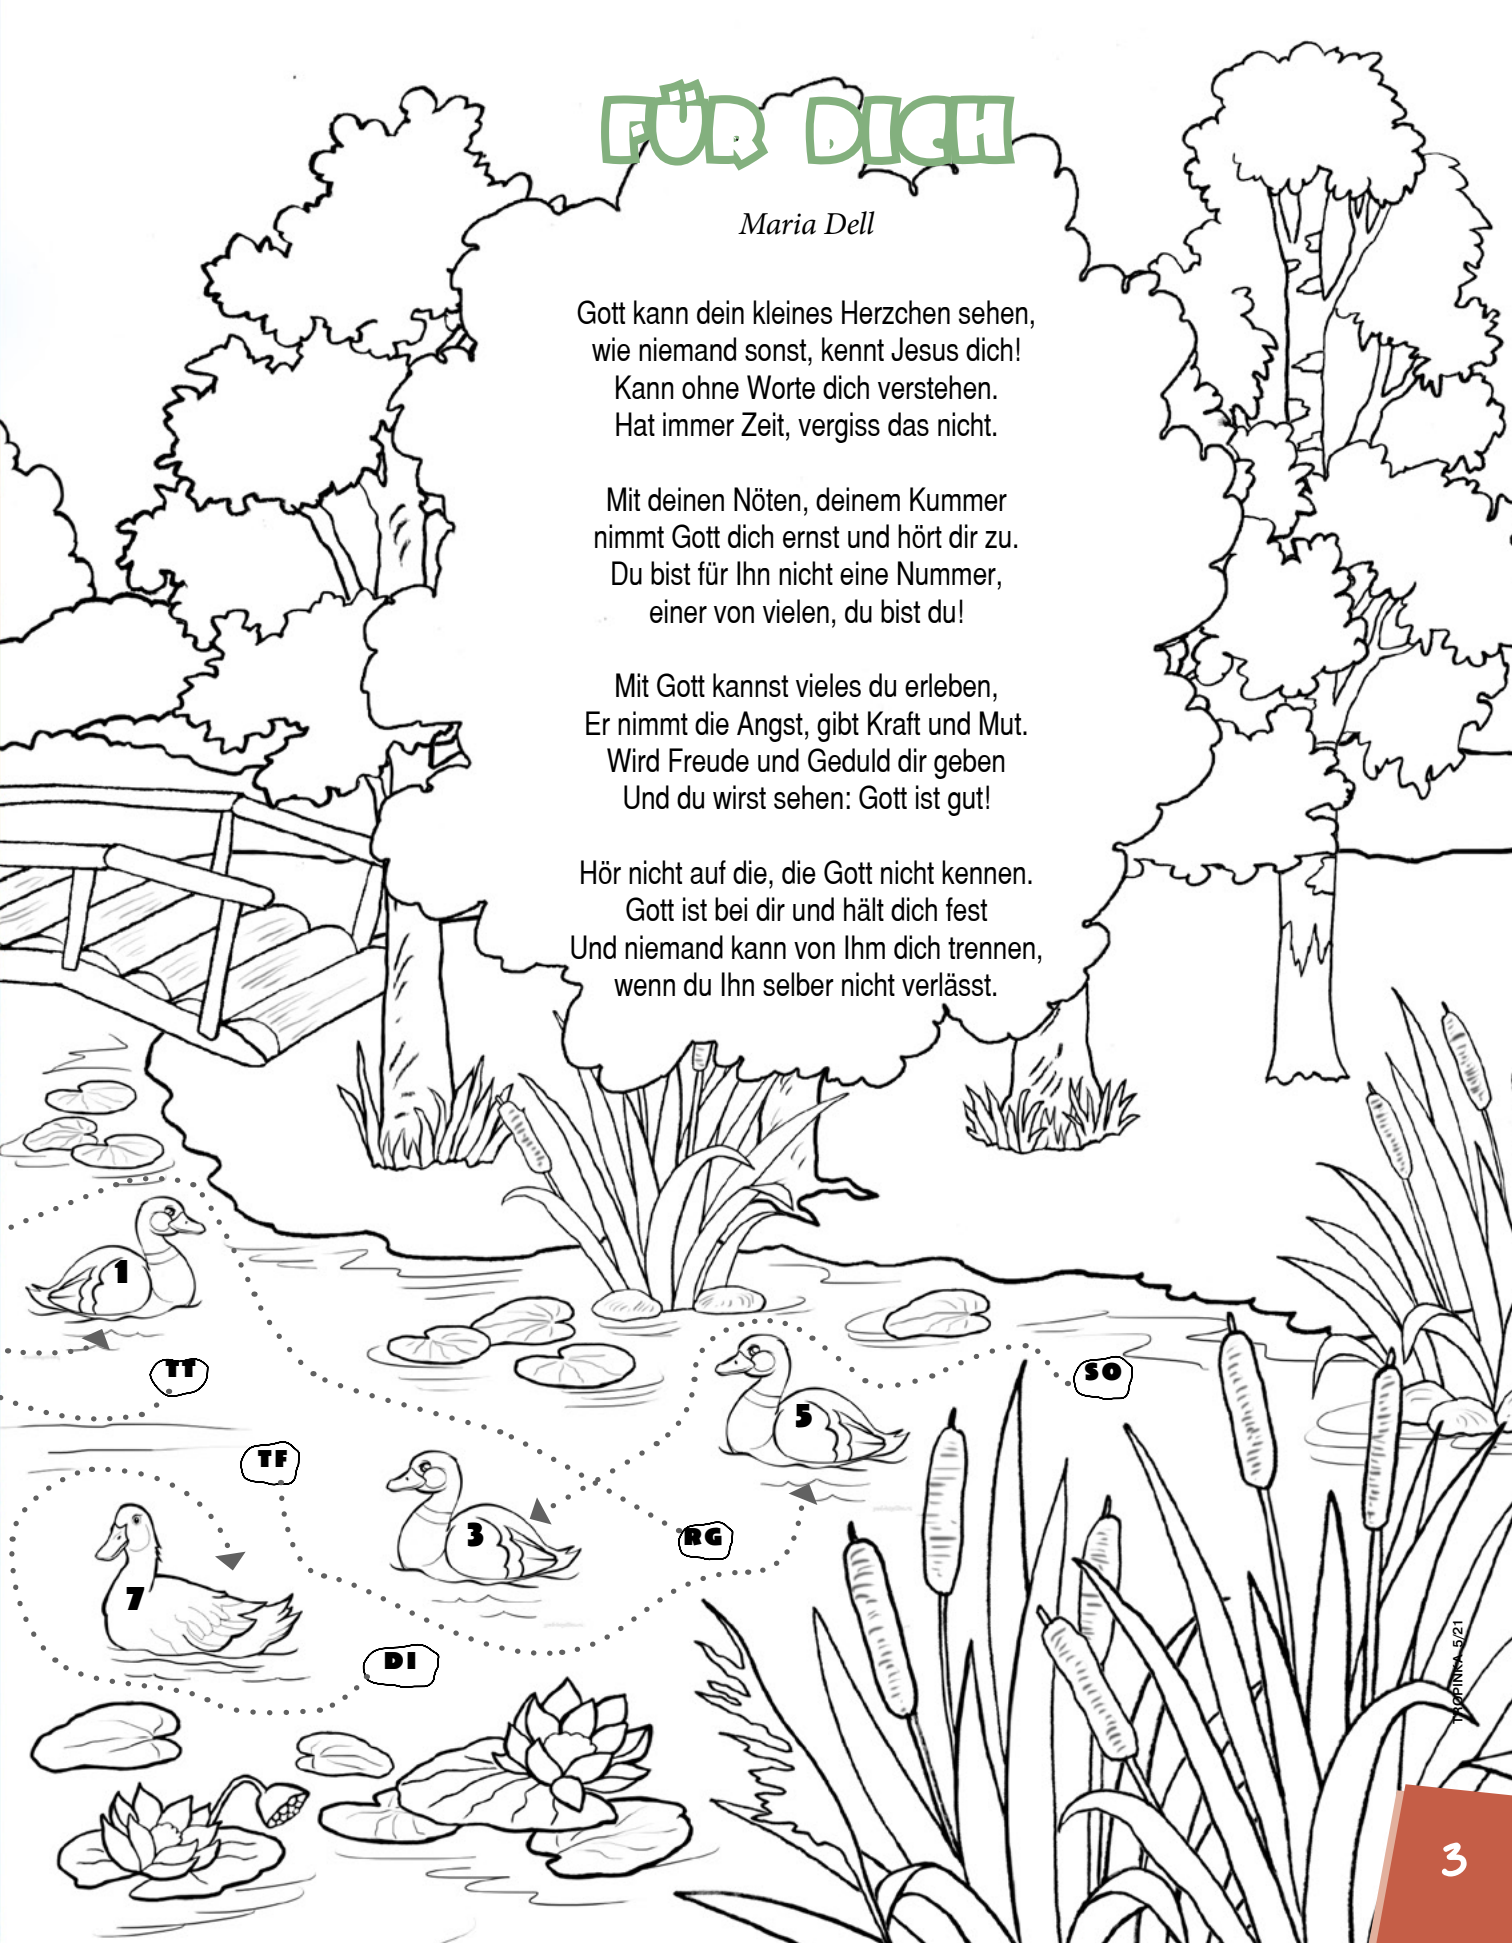 FÜR DICH
Maria Dell
Gott kann dein kleines Herzchen sehen,
wie niemand sonst, kennt Jesus dich!
Kann ohne Worte dich verstehen.
Hat immer Zeit, vergiss das nicht.
Mit deinen Nöten, deinem Kummer
nimmt Gott dich ernst und hört dir zu.
Du bist für Ihn nicht eine Nummer,
einer von vielen, du bist du!
Mit Gott kannst vieles du erleben,
Er nimmt die Angst, gibt Kraft und Mut.
Wird Freude und Geduld dir geben
Und du wirst sehen: Gott ist gut!
Hör nicht auf die, die Gott nicht kennen.
Gott ist bei dir und hält dich fest
Und niemand kann von Ihm dich trennen,
wenn du Ihn selber nicht verlässt.
1
TT
SO
5
TF
3
RG
7
DI
TROPINKA 5/21
3